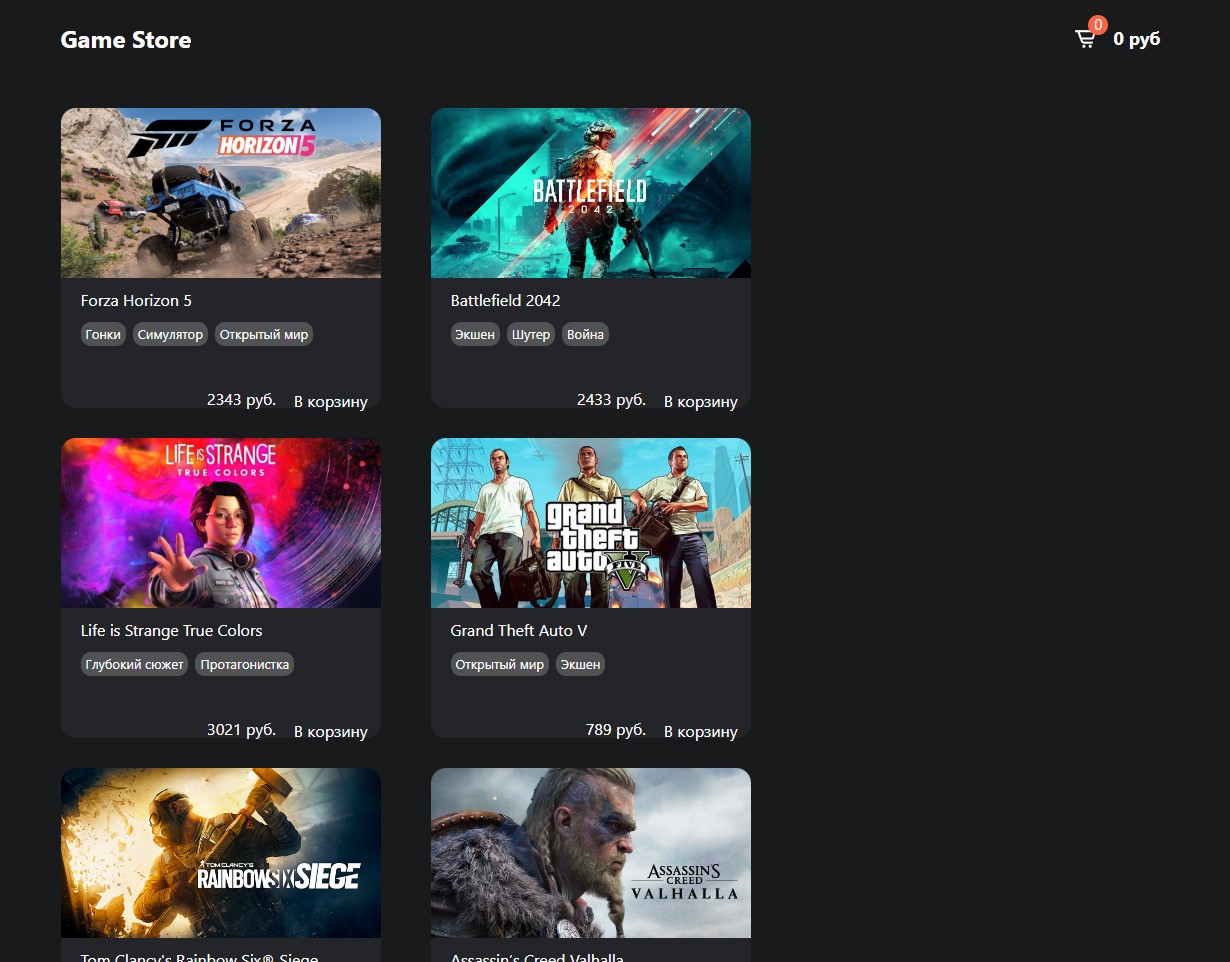 Game Store
0
0 руб
FORZA
HORIZON 5
BATTLEFIELD
2042
Forza Horizon 5
Гонки Симулятор Открытый мир
2343 руб. В корзину
Battlefield 2042
Экшен Шутер Война
2433 руб. В корзину
LIFE IS STRANGE
TRUE COLORS
grand
theft
auto
FIVE
Life is Strange True Colors
Глубокий сюжет Протагонистка
3021 руб. В корзину
Grand Theft Auto V
Открытый мир Экшен
789 руб. В корзину
TOM CLANCY'S
RAINBOWSIX SIEGE
ASSASSIN'S
CREED
VALHALLA
Tom Clancy's Rainbow Six® Siege
Assassin's Creed Valhalla